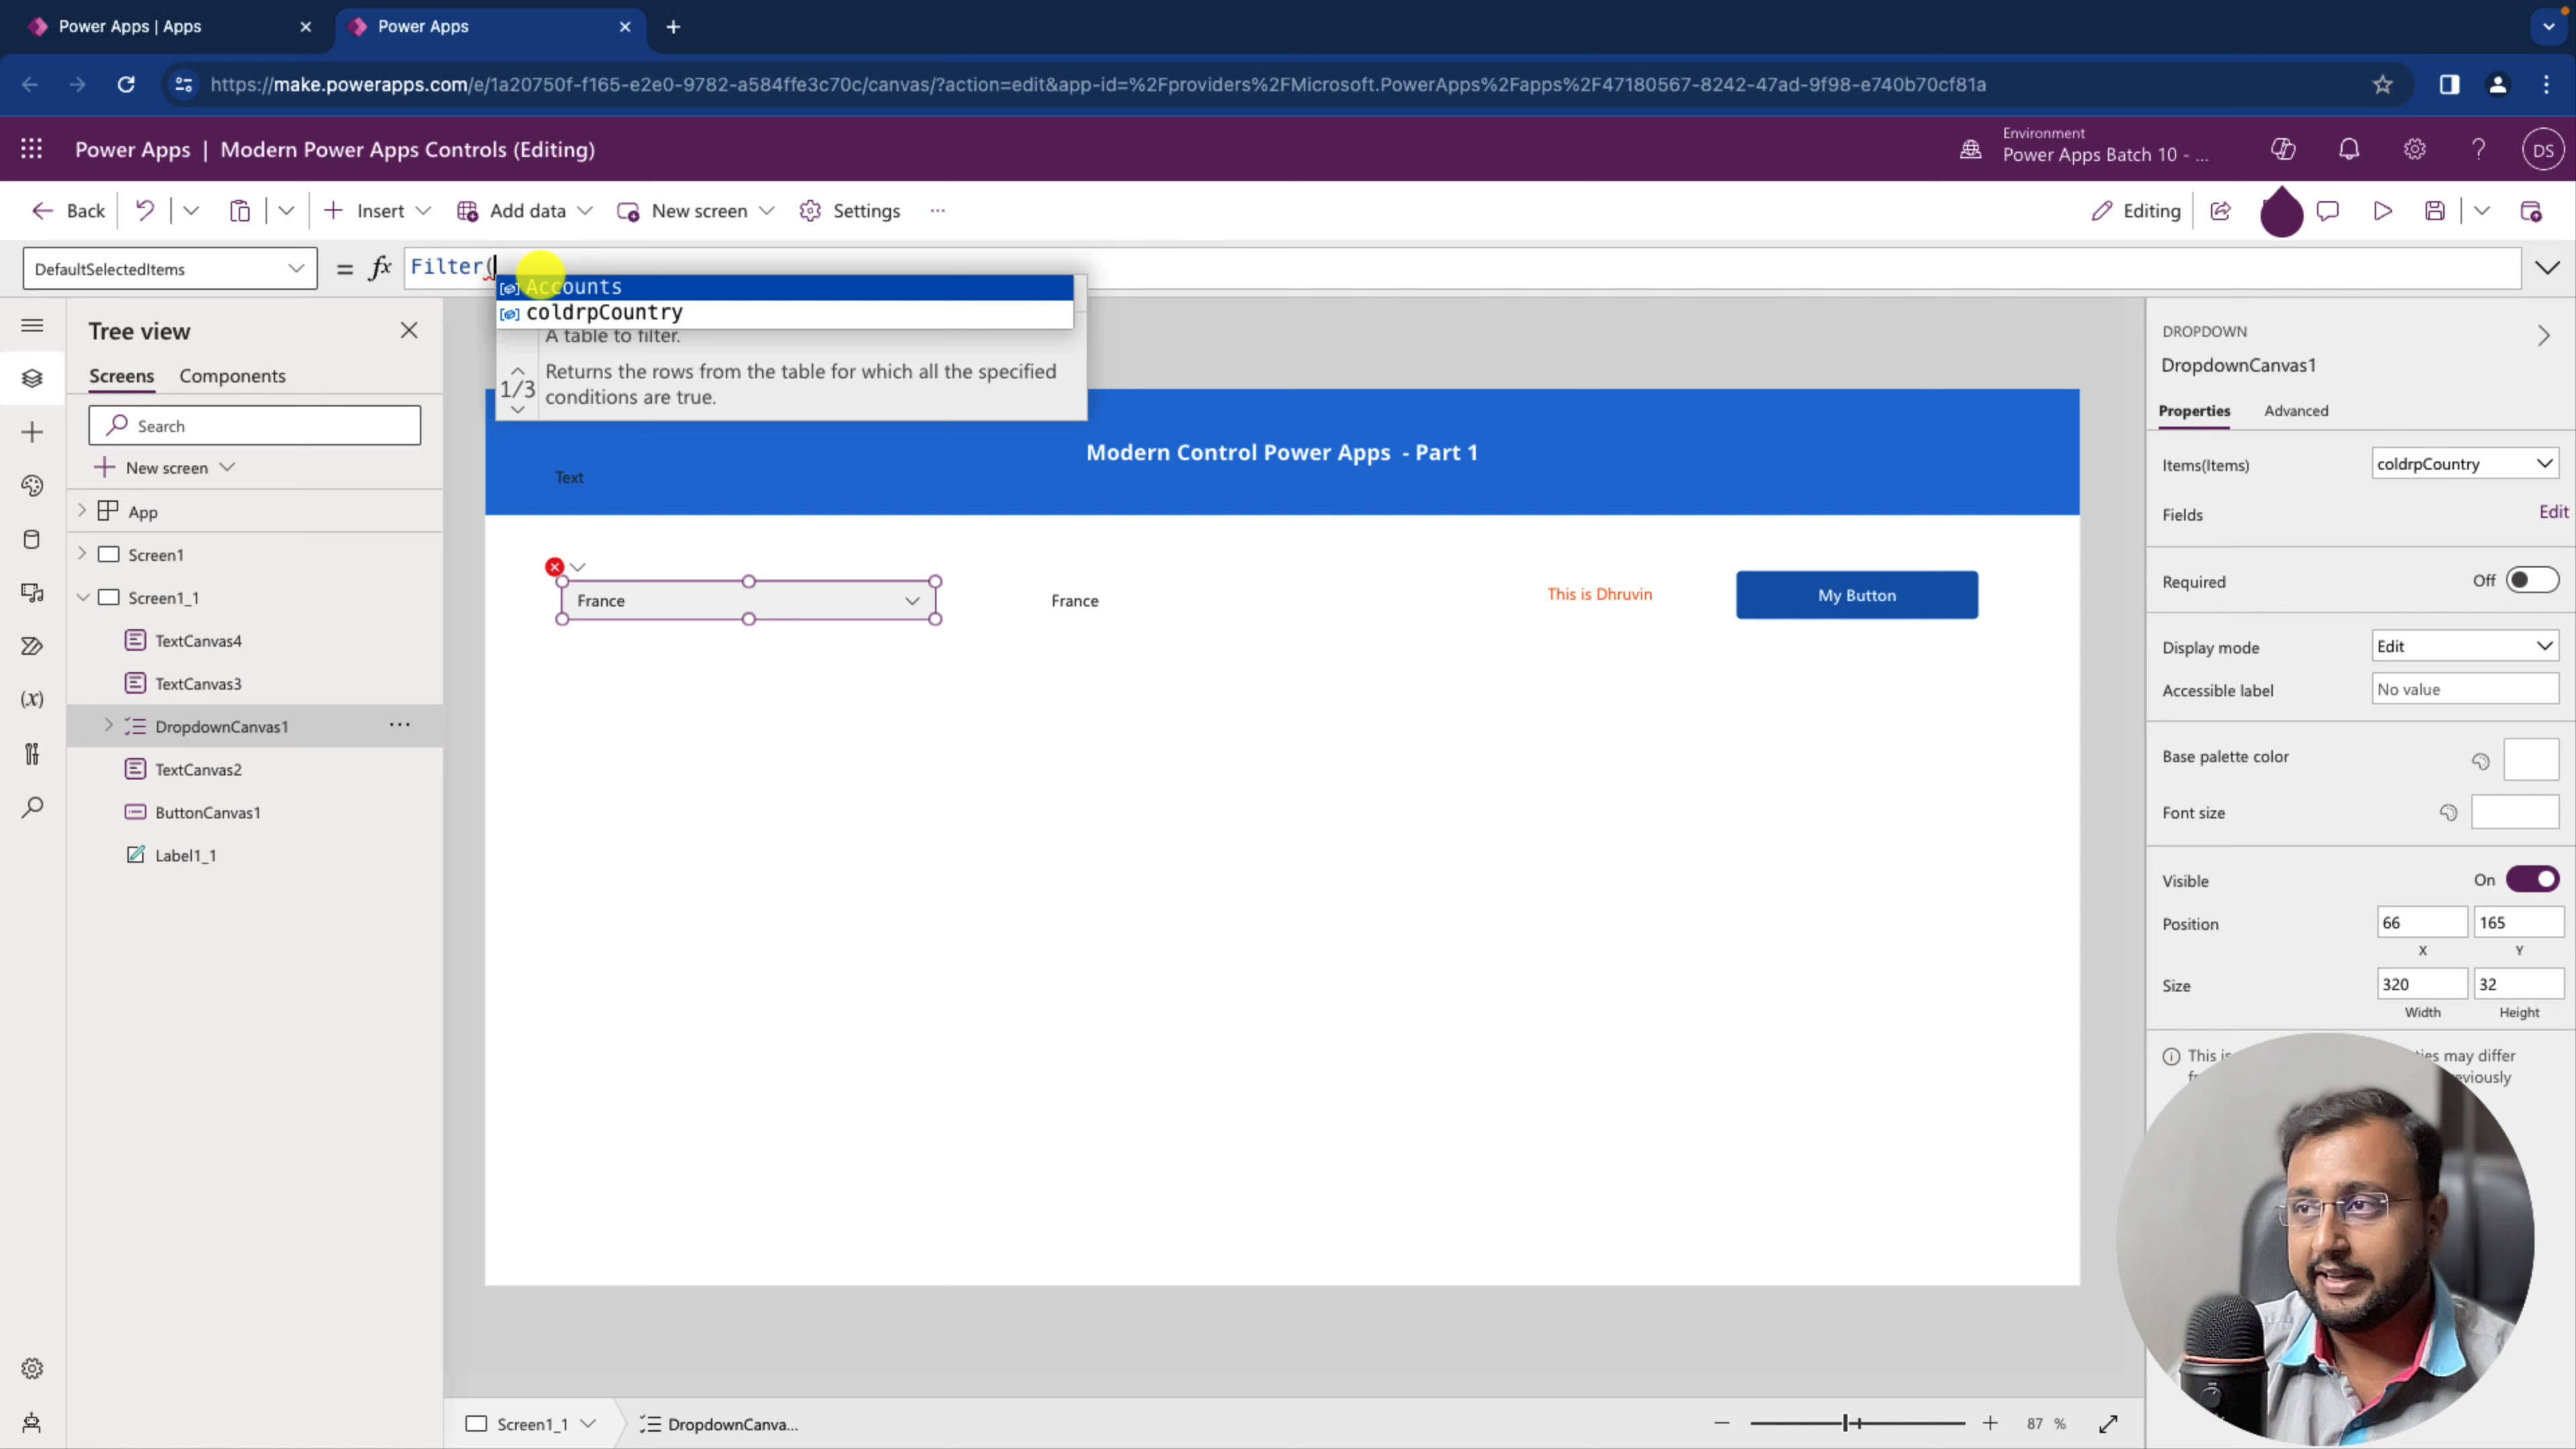 Power Apps | Apps
Power Apps
https://make.powerapps.com/e/1a20750f-f165-e2e0-9782-a584ffe3c70c/canvas/?action=edit&app-id=%2Fproviders%2FMicrosoft.PowerApps%2Fapps%2F47180567-8242-47ad-9f98-e740b70cf81a
Power Apps | Modern Power Apps Controls (Editing)
Environment
Power Apps Batch 10 - ...
DS
Back
Insert
Add data
New screen
Settings
Editing
DefaultSelectedItems
= fx Filter(
Accounts
coldrpCountry
A table to filter.
1/3
Returns the rows from the table for which all the specified
conditions are true.
Tree view
Screens
Components
Search
New screen
App
Screen1
Screen1_1
TextCanvas4
TextCanvas3
DropdownCanvas1
TextCanvas2
ButtonCanvas1
Label1_1
Modern Control Power Apps - Part 1
Text
France
France
This is Dhruvin
My Button
DROPDOWN
DropdownCanvas1
Properties
Advanced
Items(Items)
coldrpCountry
Fields
Edit
Required
Off
Display mode
Edit
Accessible label
No value
Base palette color
Font size
Visible
On
Position
66
165
X
Y
Size
320
32
Width
Height
This is
ties may differ
eviously
Screen1_1
DropdownCanva...
87 %